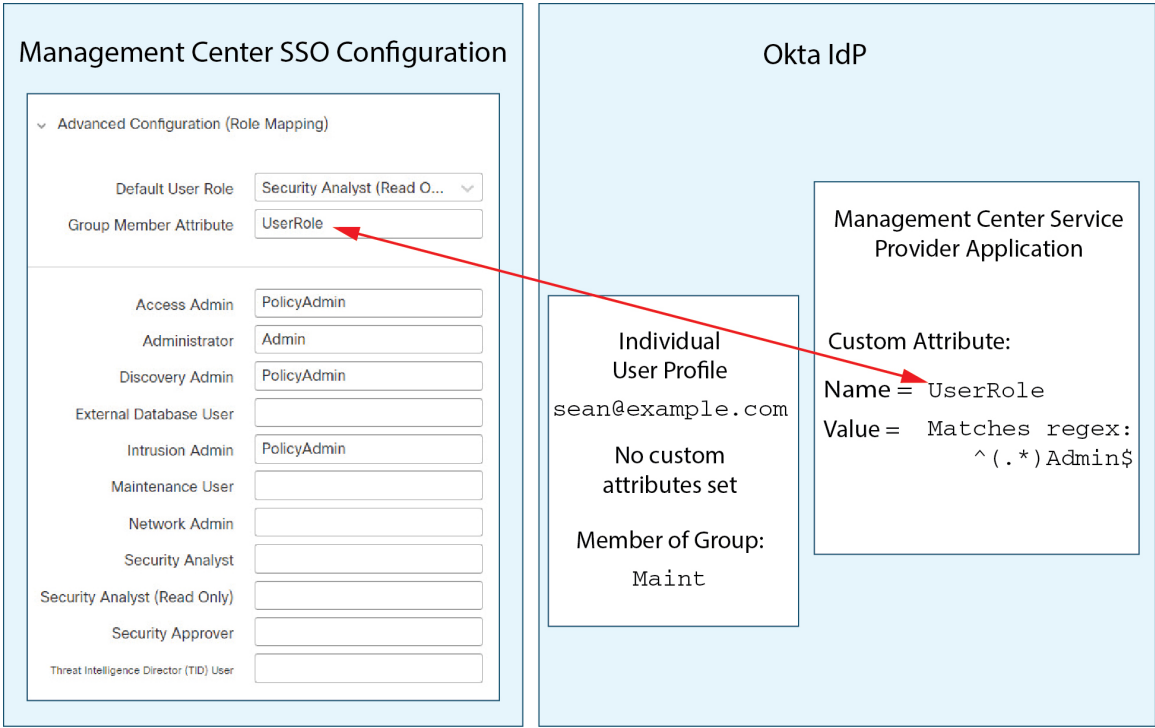 Management Center SSO Configuration
Advanced Configuration (Role Mapping)
Default User Role Security Analyst (Read O...
Group Member Attribute UserRole
Access Admin PolicyAdmin
Administrator Admin
Discovery Admin PolicyAdmin
External Database User
Intrusion Admin PolicyAdmin
Maintenance User
Network Admin
Security Analyst
Security Analyst (Read Only)
Security Approver
Threat Intelligence Director (TID) User
Okta IdP
Individual
User Profile
sean@example.com
No custom
attributes set
Member of Group:
Maint
Management Center Service
Provider Application
Custom Attribute:
Name = UserRole
Value = Matches regex:
^(.*)Admin$